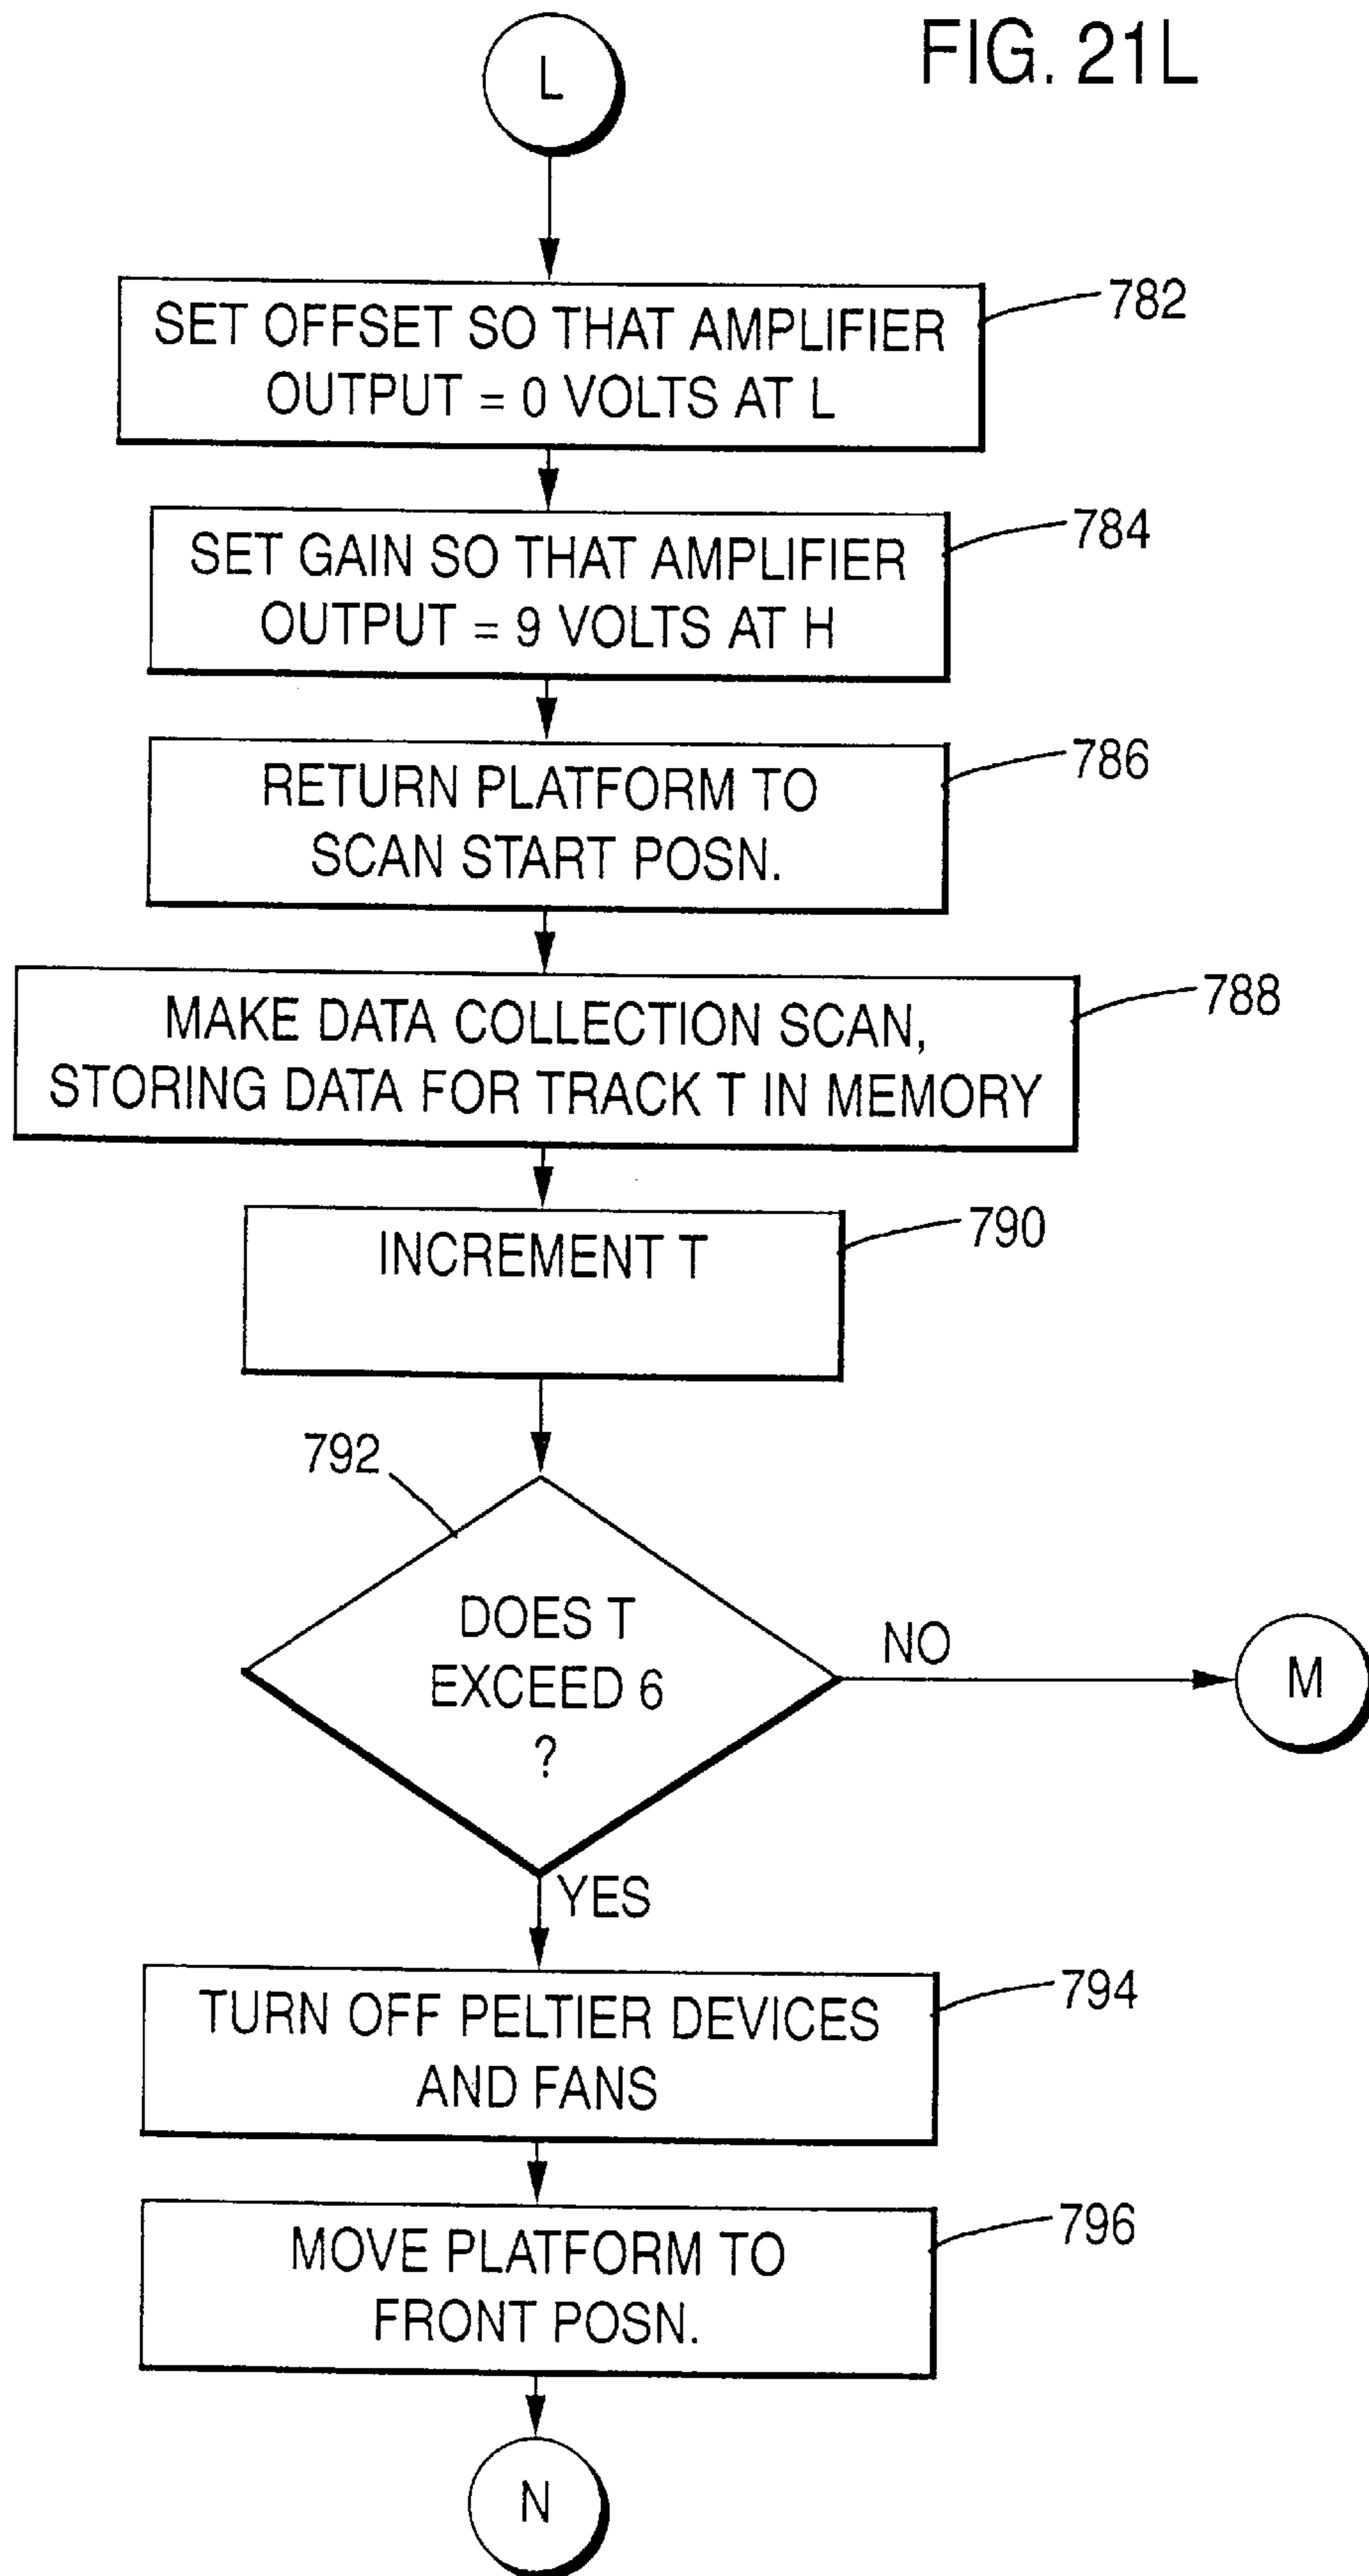 FIG. 21L
L
SET OFFSET SO THAT AMPLIFIER
OUTPUT = 0 VOLTS AT L
782
SET GAIN SO THAT AMPLIFIER
OUTPUT = 9 VOLTS AT H
784
RETURN PLATFORM TO
SCAN START POSN.
786
MAKE DATA COLLECTION SCAN,
STORING DATA FOR TRACK T IN MEMORY
788
INCREMENT T
790
792
DOES T
EXCEED 6
?
NO
M
YES
TURN OFF PELTIER DEVICES
AND FANS
794
MOVE PLATFORM TO
FRONT POSN.
796
N